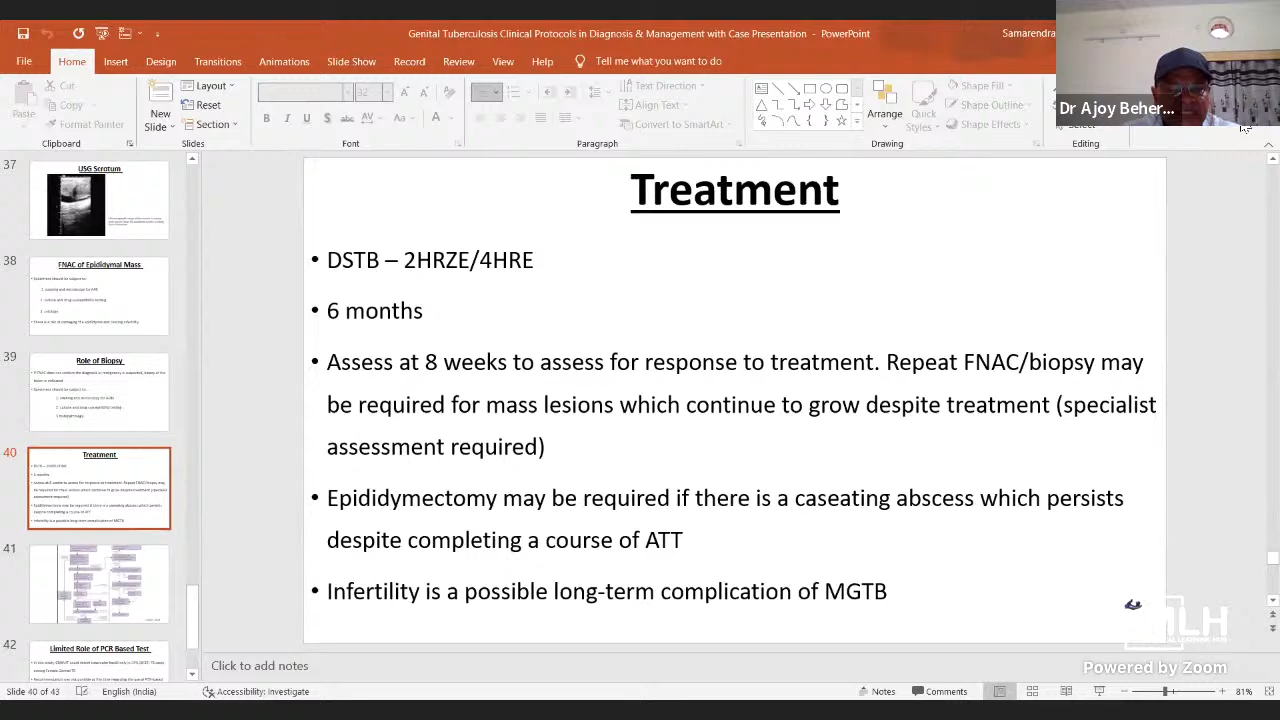 Genital Tuberculosis Clinical Protocols in Diagnosis & Management with Case Presentation - PowerPoint
Samarendra
Dr Ajoy Beher...
File Home Insert Design Transitions Animations Slide Show Record Review View Help Tell me what you want to do
Cut
Copy
Format Painter
Paste
Clipboard
New
Slide
Layout
Reset
Section
Slides
32
B I U S abc AV Aa
Font
Text Direction
Align Text
Convert to SmartArt
Paragraph
Arrange
Quick
Styles
Shape Fill
Shape Outline
Shape Effects
Drawing
Select
Editing
37
USG Scrotum
38
FNAC of Epididymal Mass
39
Role of Biopsy
40
Treatment
41
42
Limited Role of PCR Based Test
Treatment
• DSTB – 2HRZE/4HRE
• 6 months
• Assess at 8 weeks to assess for response to treatment. Repeat FNAC/biopsy may
be required for mass lesions which continue to grow despite treatment (specialist
assessment required)
• Epididymectomy may be required if there is a caseating abscess which persists
despite completing a course of ATT
• Infertility is a possible long-term complication of MGTB
Click to add notes
Powered by Zoom
Slide 40 of 43 English (India) Accessibility: Investigate Notes Comments 81%